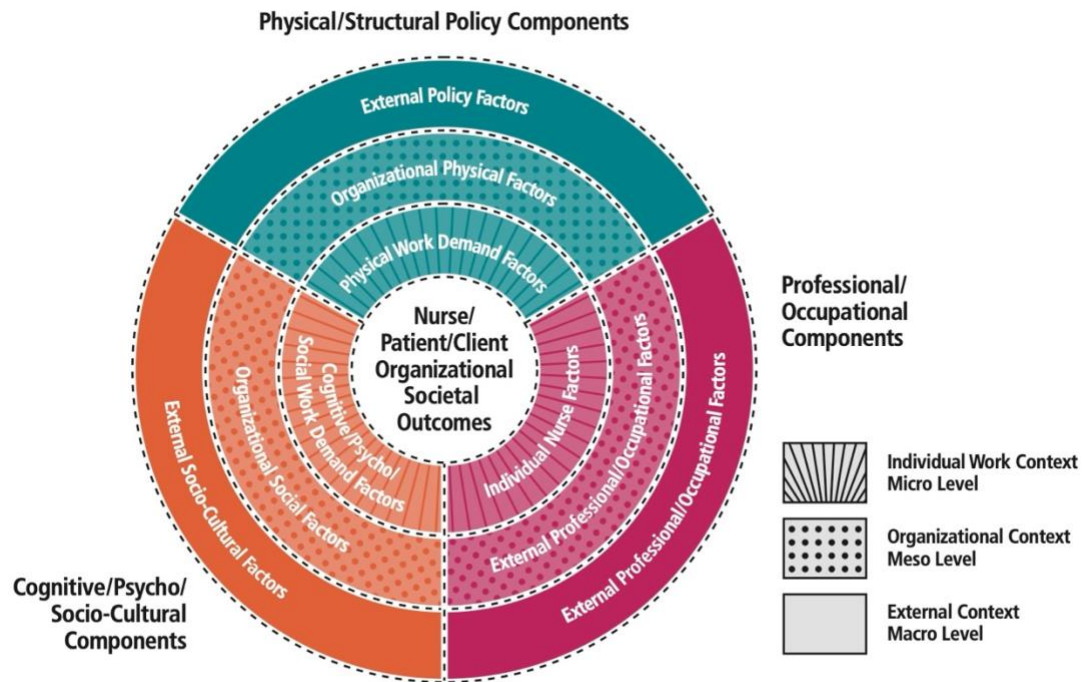 Physical/Structural Policy Components
External Policy Factors
Organizational Physical Factors
Physical Work Demand Factors
Nurse/
Patient/Client
Organizational
Societal
Outcomes
Cognitive/Psycho/
Social Work Demand Factors
Organizational Social Factors
External Socio-Cultural Factors
Individual Nurse Factors
External Professional/Occupational Factors
External Professional/Occupational Factors
Professional/
Occupational
Components
Cognitive/Psycho/
Socio-Cultural
Components
Individual Work Context
Micro Level
Organizational Context
Meso Level
External Context
Macro Level